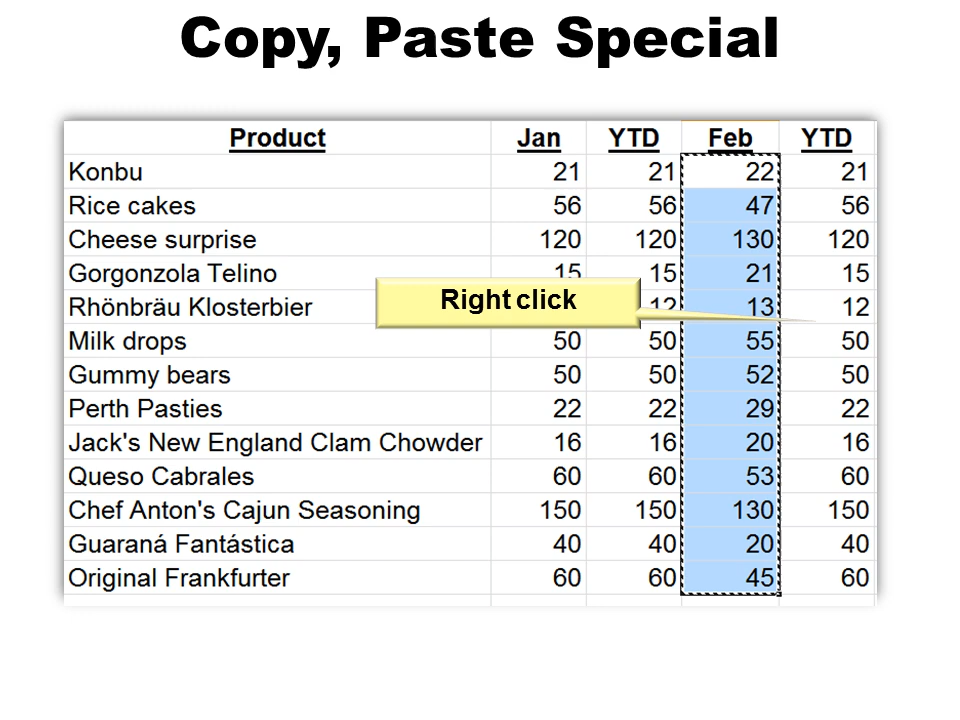 Copy, Paste Special
Product Jan YTD Feb YTD
Konbu 21 21 22 21
Rice cakes 56 56 47 56
Cheese surprise 120 120 130 120
Gorgonzola Telino 15 15 21 15
Right click
Rhönbräu Klosterbier 12 13 12
Milk drops 50 50 55 50
Gummy bears 50 50 52 50
Perth Pasties 22 22 29 22
Jack's New England Clam Chowder 16 16 20 16
Queso Cabrales 60 60 53 60
Chef Anton's Cajun Seasoning 150 150 130 150
Guaraná Fantástica 40 40 20 40
Original Frankfurter 60 60 45 60